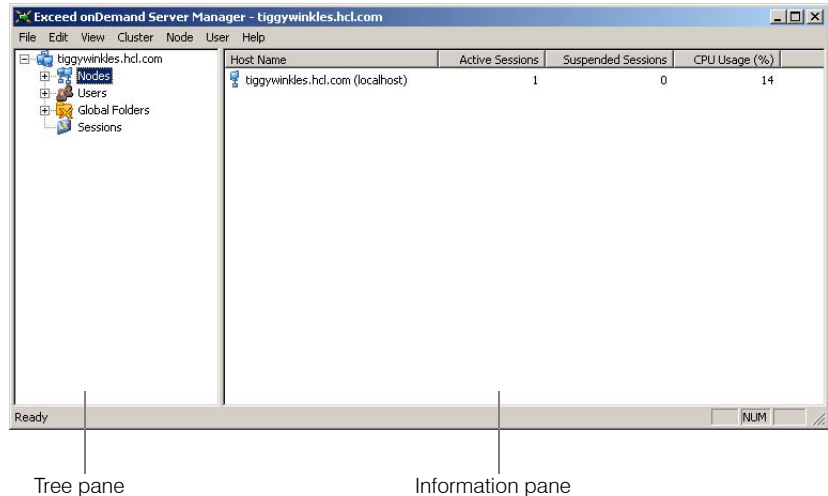 Exceed onDemand Server Manager - tiggywinkles.hcl.com
File Edit View Cluster Node User Help
tiggywinkles.hcl.com
Nodes
Users
Global Folders
Sessions
Host Name Active Sessions Suspended Sessions CPU Usage (%)
tiggywinkles.hcl.com (localhost) 1 0 14
Ready NUM
Tree pane Information pane